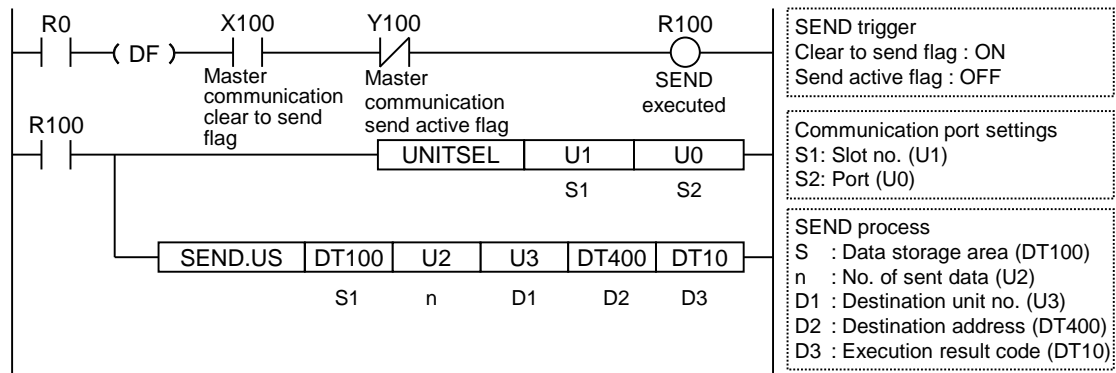 R0 X100 Y100 R100
( DF )
Master
communication
clear to send
flag
Master
communication
send active flag
SEND
executed
R100
UNITSEL U1 U0
S1 S2
SEND.US DT100 U2 U3 DT400 DT10
S1 n D1 D2 D3
SEND trigger
Clear to send flag : ON
Send active flag : OFF
Communication port settings
S1: Slot no. (U1)
S2: Port (U0)
SEND process
S : Data storage area (DT100)
n : No. of sent data (U2)
D1 : Destination unit no. (U3)
D2 : Destination address (DT400)
D3 : Execution result code (DT10)